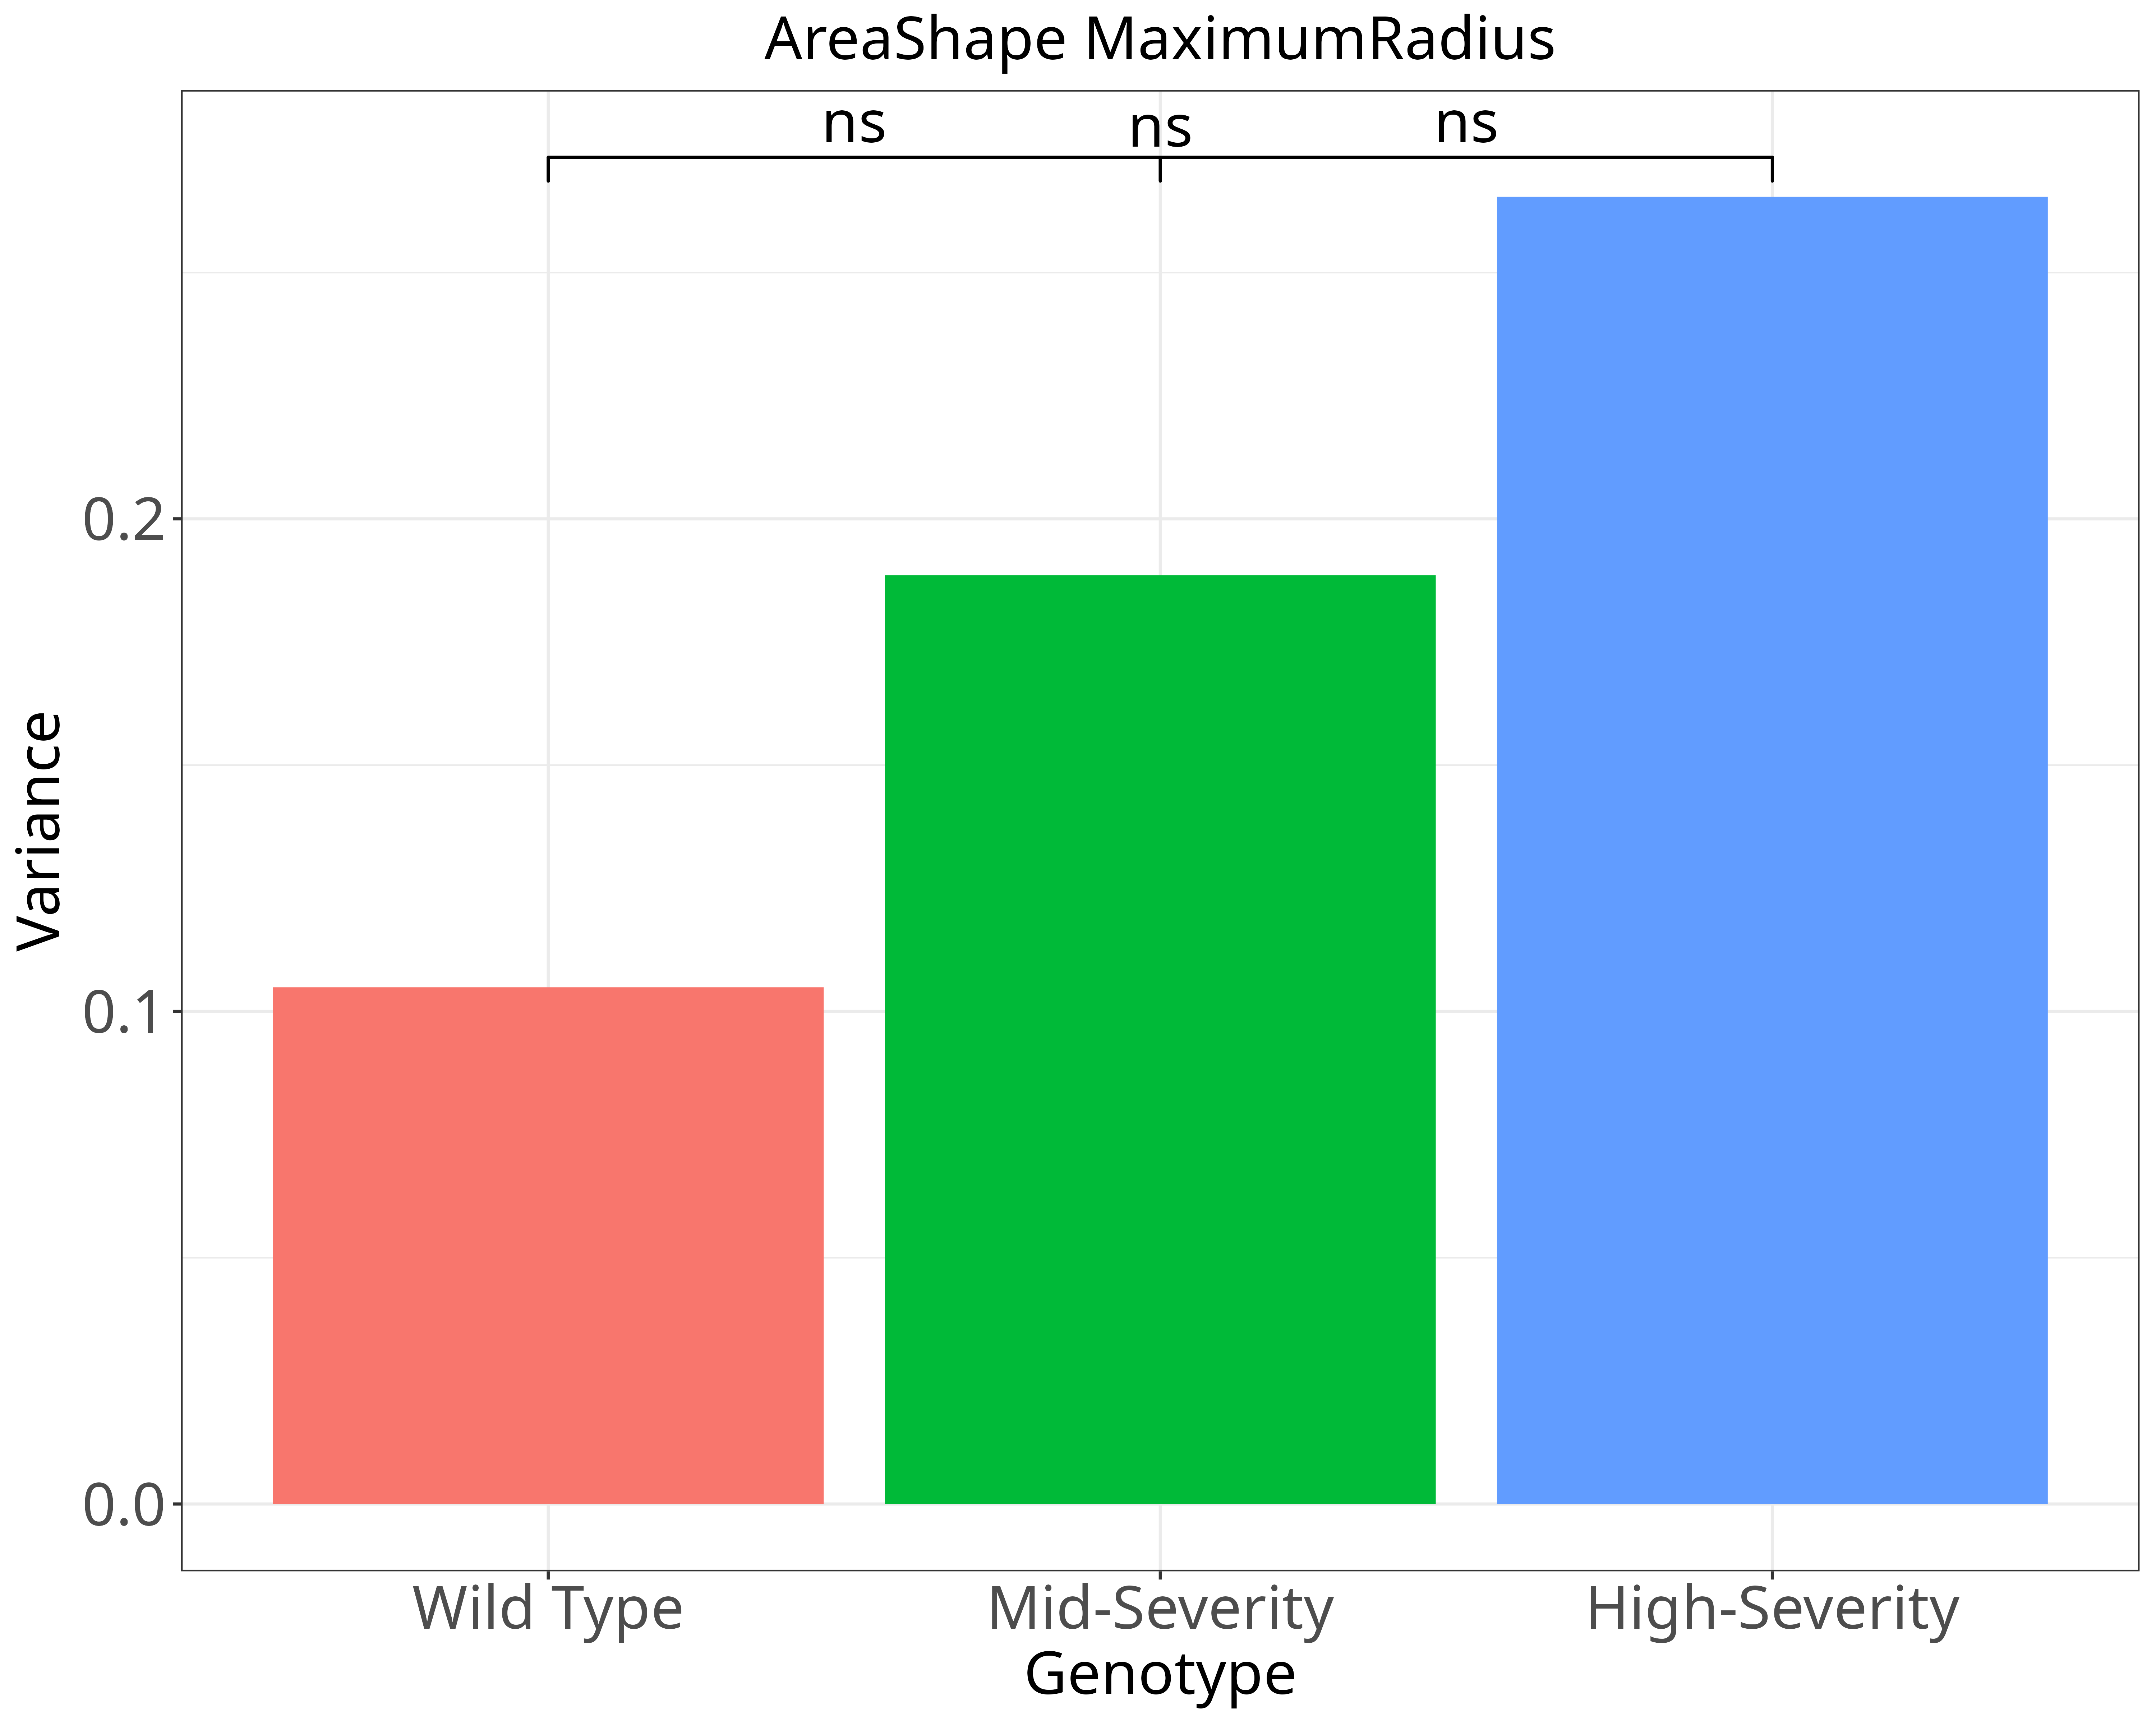 AreaShape MaximumRadius
ns ns ns
0.2
0.1
0.0
Variance
Wild Type Mid-Severity High-Severity
Genotype